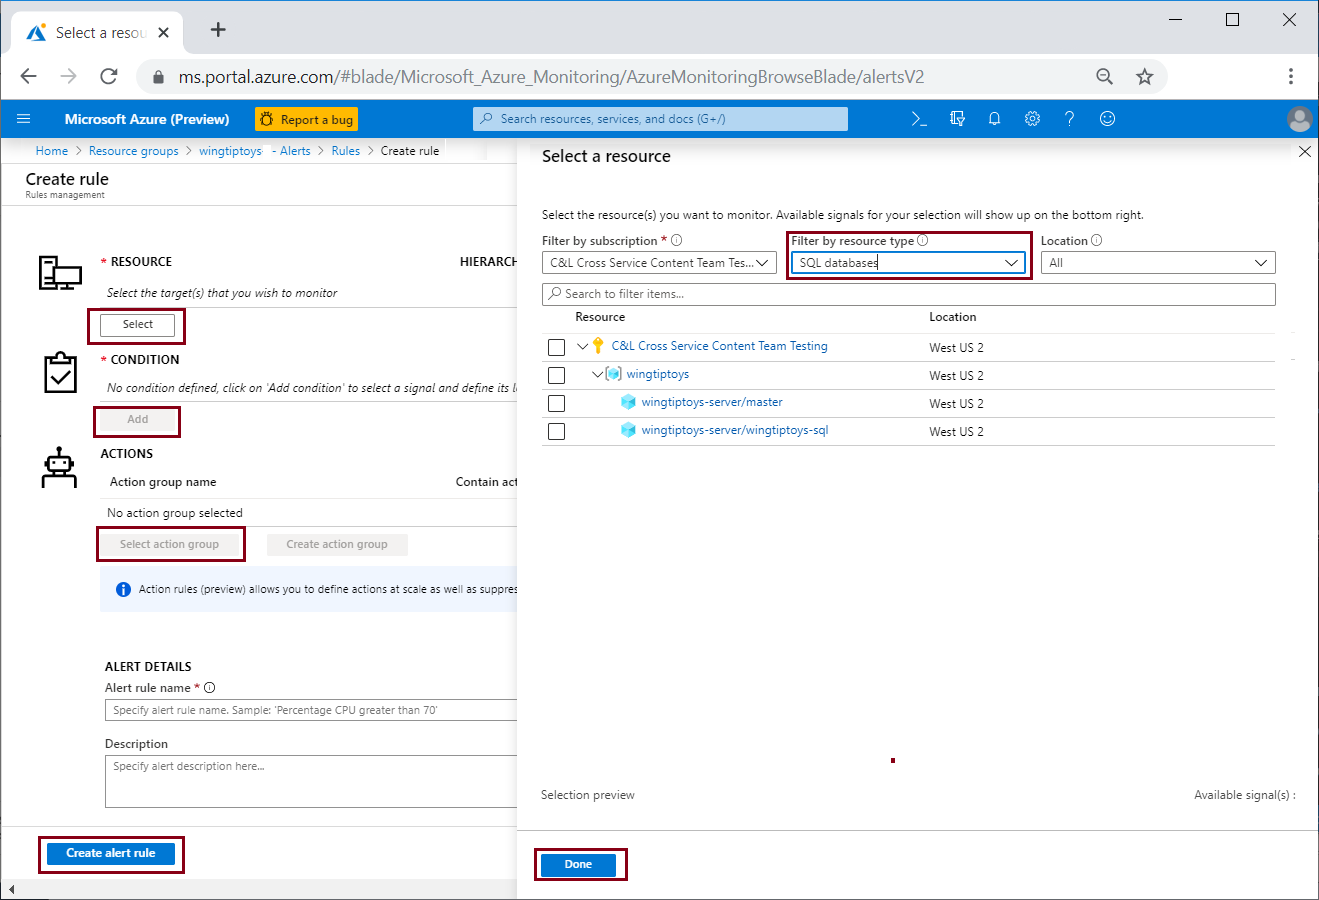 Select a resou
ms.portal.azure.com/#blade/Microsoft_Azure_Monitoring/AzureMonitoringBrowseBlade/alertsV2
Microsoft Azure (Preview)
Report a bug
Search resources, services, and docs (G+/)
Home > Resource groups > wingtiptoys - Alerts > Rules > Create rule
Create rule
Rules management
* RESOURCE
HIERARCH
Select the target(s) that you wish to monitor
Select
* CONDITION
No condition defined, click on 'Add condition' to select a signal and define its l
Add
ACTIONS
Action group name
Contain act
No action group selected
Select action group
Create action group
Action rules (preview) allows you to define actions at scale as well as suppres
ALERT DETAILS
Alert rule name *
Specify alert rule name. Sample: 'Percentage CPU greater than 70'
Description
Specify alert description here...
Create alert rule
Select a resource
Select the resource(s) you want to monitor. Available signals for your selection will show up on the bottom right.
Filter by subscription *
Filter by resource type
Location
C&L Cross Service Content Team Tes...
SQL databases
All
Search to filter items...
Resource
Location
C&L Cross Service Content Team Testing
West US 2
wingtiptoys
West US 2
wingtiptoys-server/master
West US 2
wingtiptoys-server/wingtiptoys-sql
West US 2
Selection preview
Available signal(s) :
Done